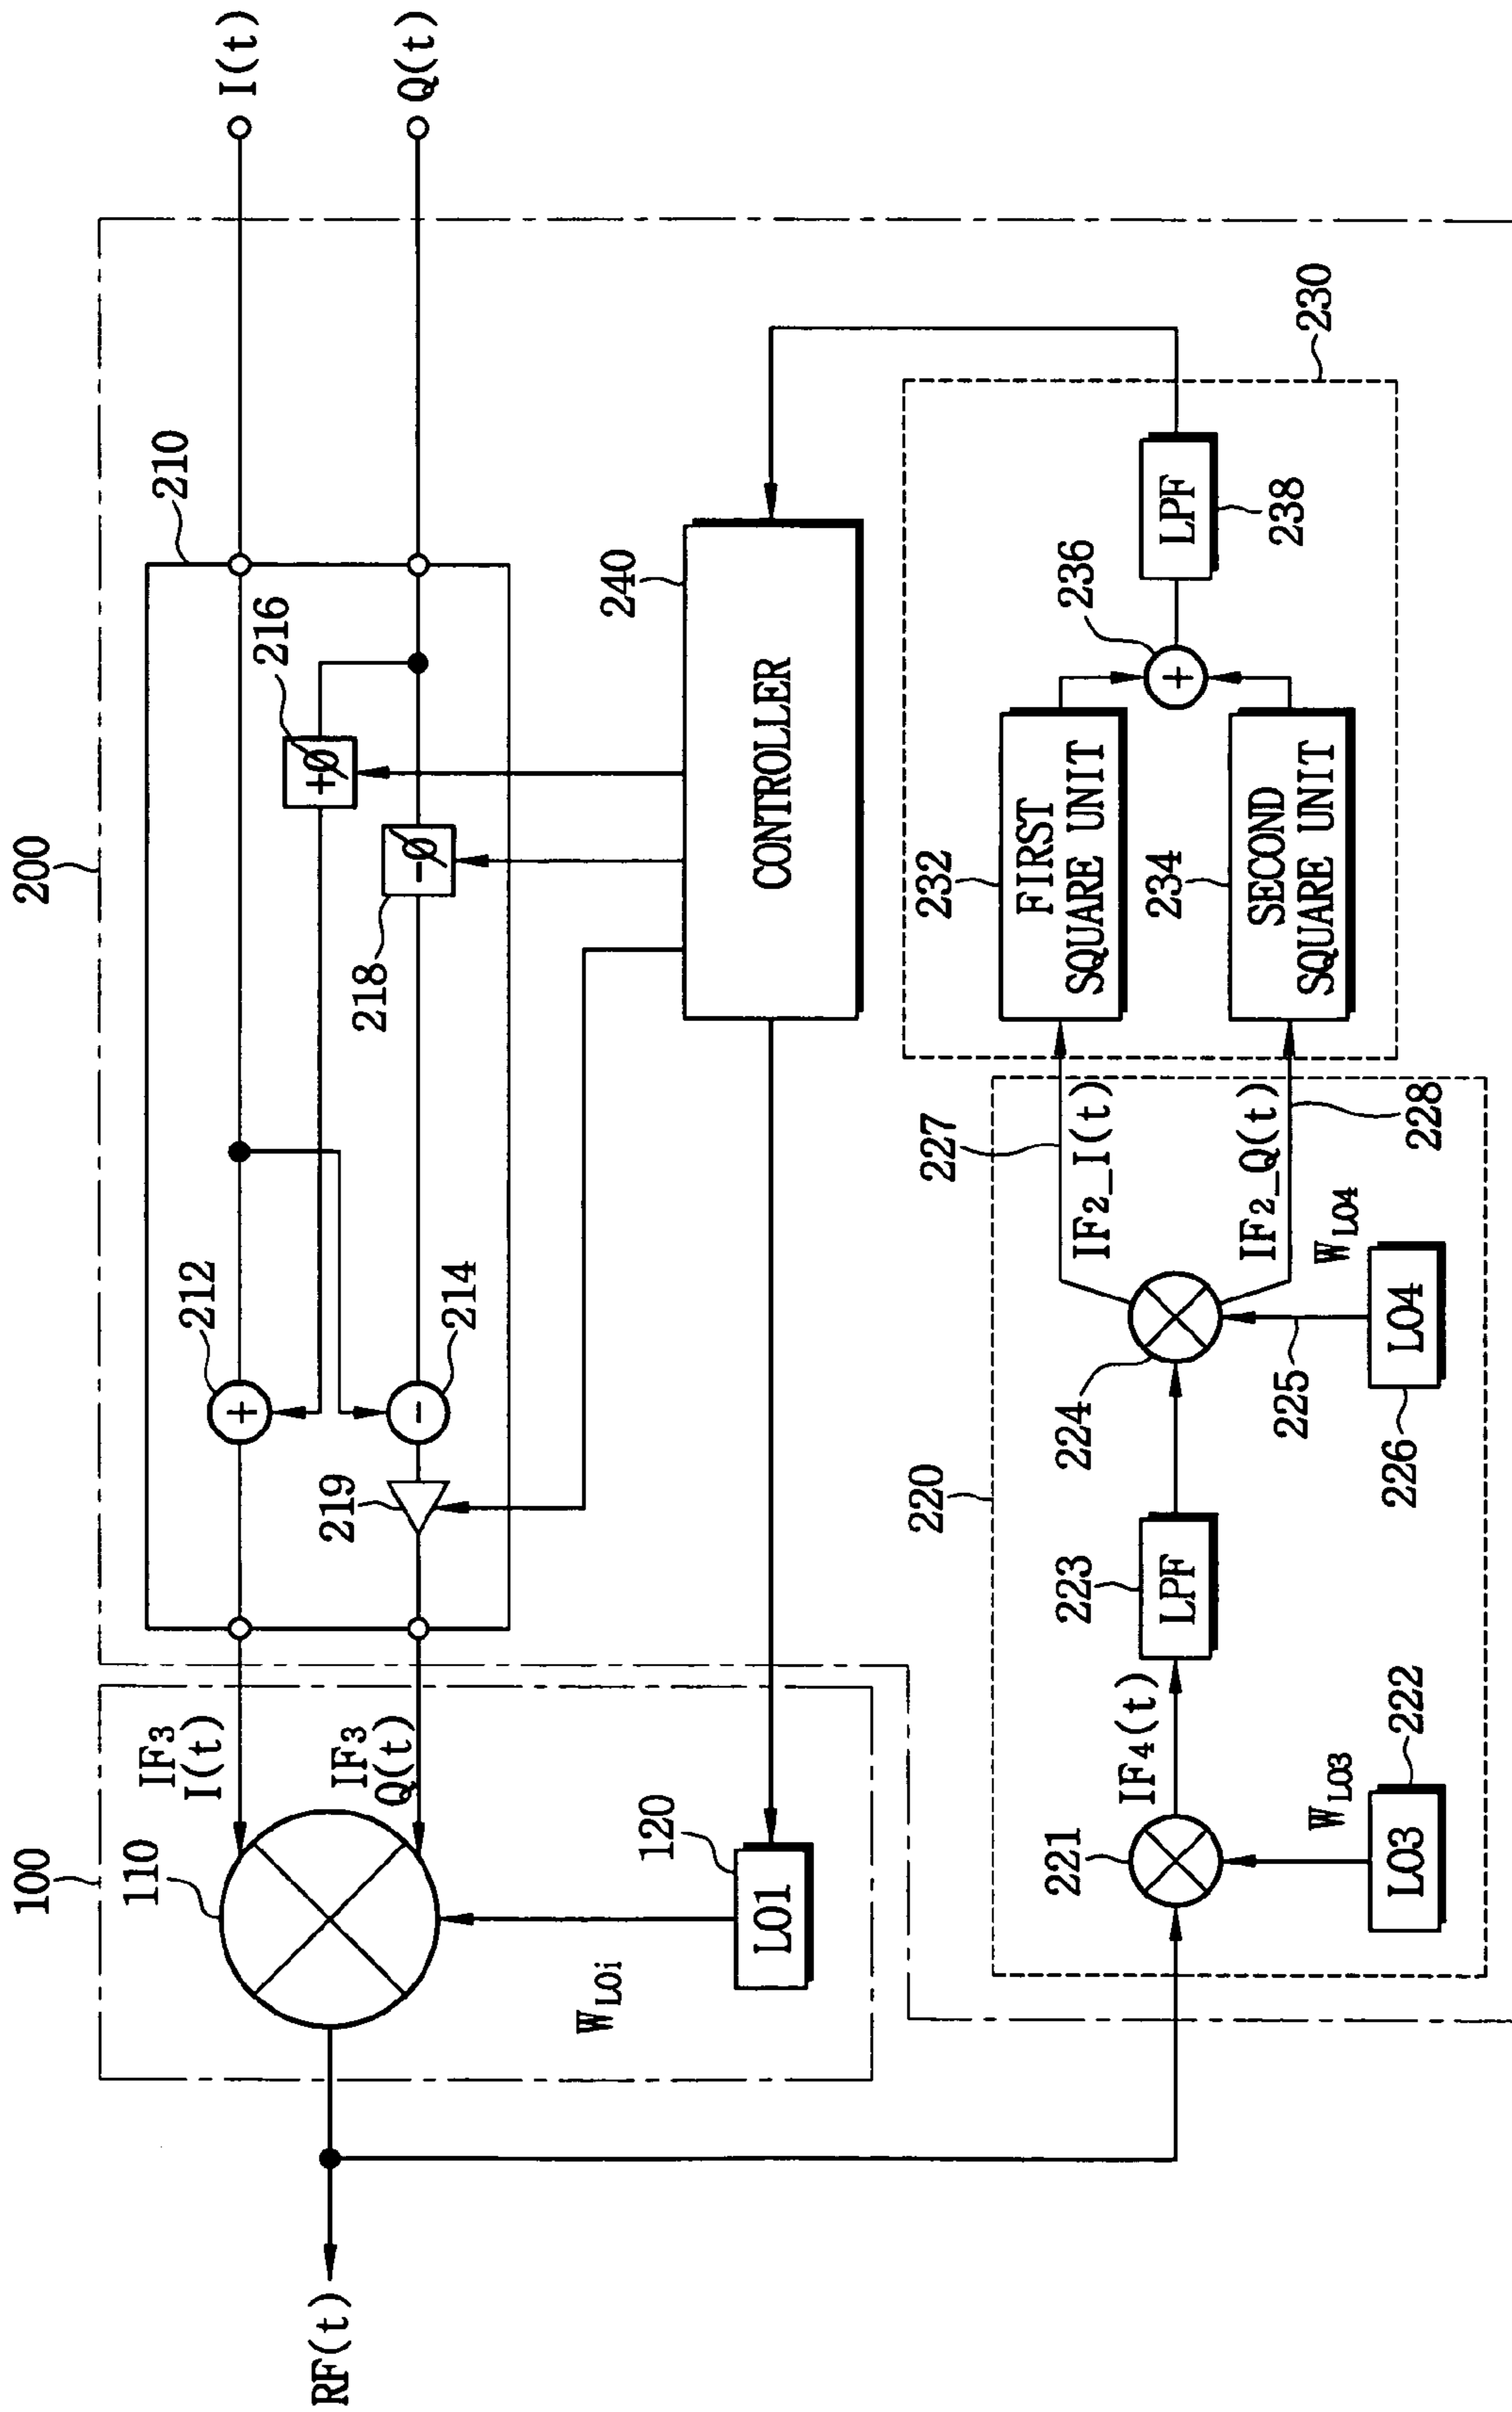 200
100
110
IF3
I(t)
IF3
Q(t)
RF(t)
WLOi
120
LO1
210
212
+
214
-
219
216
+Ø
218
-Ø
I(t)
Q(t)
240
CONTROLLER
220
221
IF4(t)
WLO3
222
LO3
223
LPF
224
225
226
WLO4
LO4
227
IF2_I(t)
IF2_Q(t)
228
230
232
FIRST
SQUARE UNIT
234
SECOND
SQUARE UNIT
236
+
LPF
238